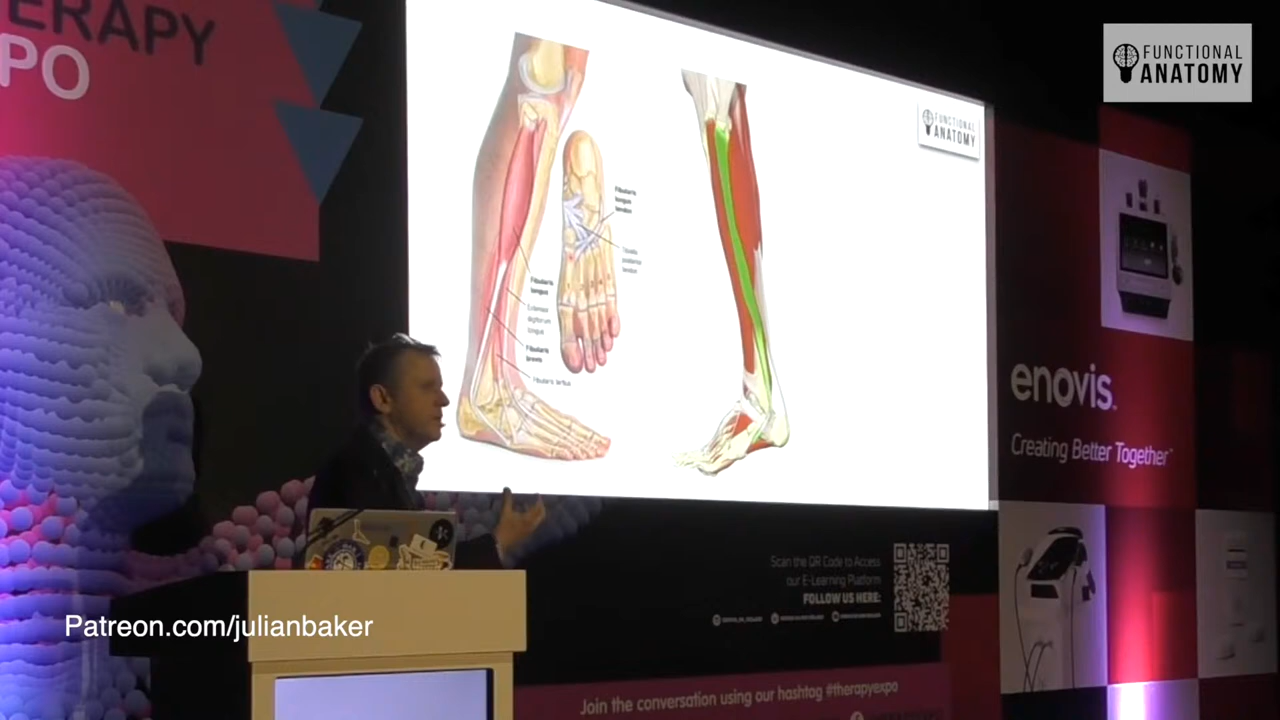 ERAPY
PO
FUNCTIONAL
ANATOMY
FUNCTIONAL
ANATOMY
Fibularis
longus
tendon
Tibialis
posterior
tendon
Fibularis
longus
Extensor
digitorum
longus
Fibularis
brevis
Fibularis tertius
enovis™
Creating Better Together™
Scan the QR Code to Access
our E-Learning Platform
FOLLOW US HERE:
Patreon.com/julianbaker
Join the conversation using our hashtag #therapyexpo